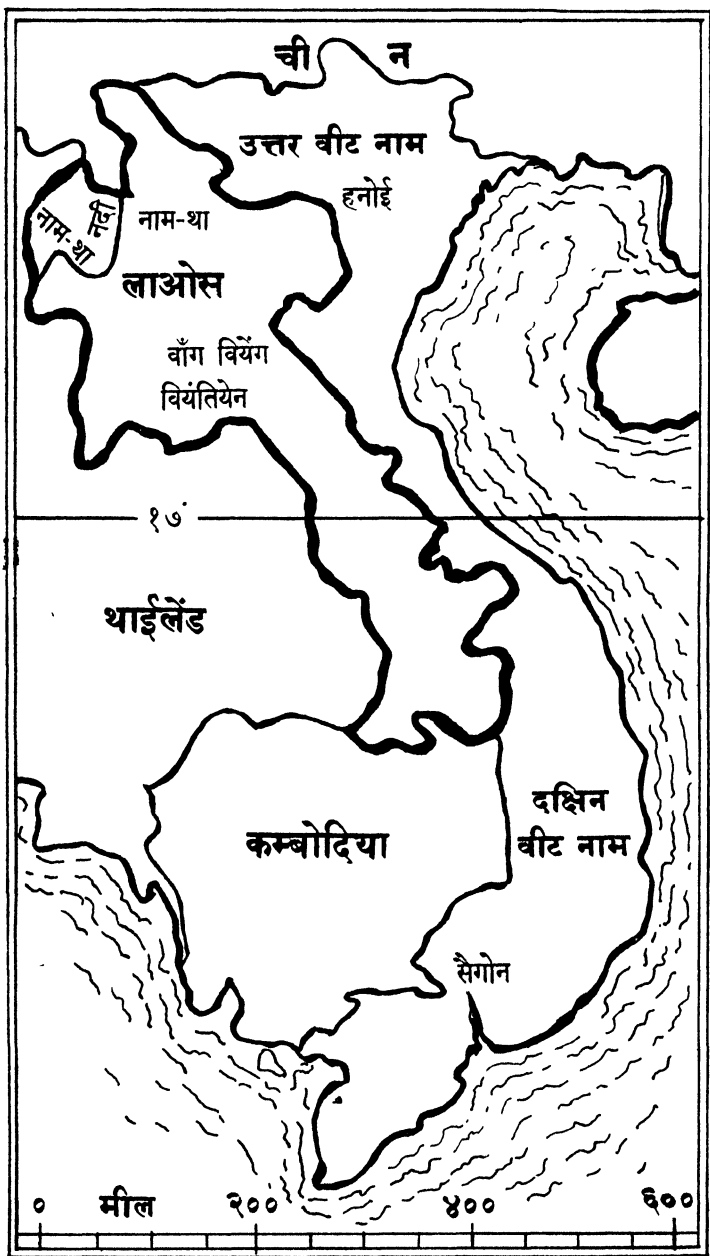 चीन
उत्तर वीट नाम
हनोई
नाम-था
नदी
नाम-था
लाओस
वाँग वियेंग
वियंतियेन
१७°
थाईलेंड
दक्षिन
वीट नाम
कम्बोदिया
सैगोन
० मील २०० ४०० ६००